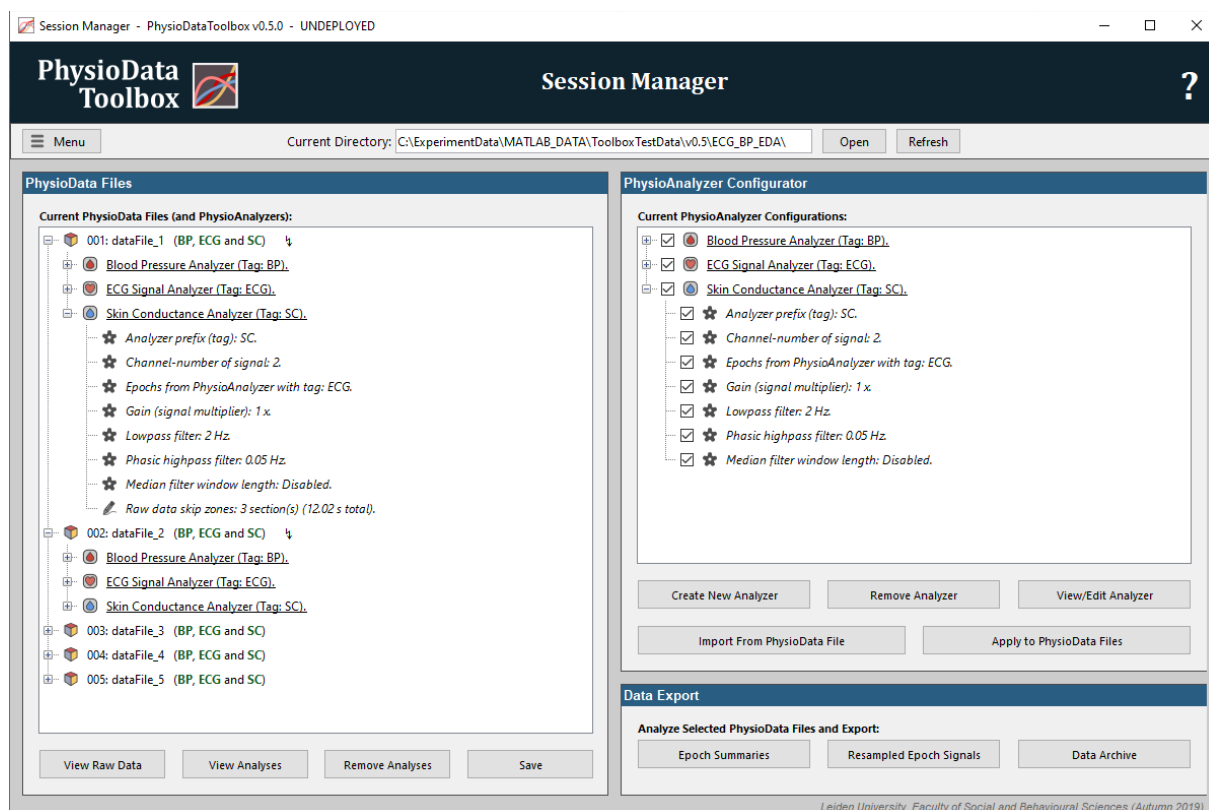 Session Manager - PhysioDataToolbox v0.5.0 - UNDEPLOYED
PhysioData
Toolbox
Session Manager
?
Menu
Current Directory: C:\ExperimentData\MATLAB_DATA\ToolboxTestData\v0.5\ECG_BP_EDA\
Open
Refresh
PhysioData Files
Current PhysioData Files (and PhysioAnalyzers):
001: dataFile_1 (BP, ECG and SC)
Blood Pressure Analyzer (Tag: BP).
ECG Signal Analyzer (Tag: ECG).
Skin Conductance Analyzer (Tag: SC).
Analyzer prefix (tag): SC.
Channel-number of signal: 2.
Epochs from PhysioAnalyzer with tag: ECG.
Gain (signal multiplier): 1 x.
Lowpass filter: 2 Hz.
Phasic highpass filter: 0.05 Hz.
Median filter window length: Disabled.
Raw data skip zones: 3 section(s) (12.02 s total).
002: dataFile_2 (BP, ECG and SC)
Blood Pressure Analyzer (Tag: BP).
ECG Signal Analyzer (Tag: ECG).
Skin Conductance Analyzer (Tag: SC).
003: dataFile_3 (BP, ECG and SC)
004: dataFile_4 (BP, ECG and SC)
005: dataFile_5 (BP, ECG and SC)
View Raw Data
View Analyses
Remove Analyses
Save
PhysioAnalyzer Configurator
Current PhysioAnalyzer Configurations:
Blood Pressure Analyzer (Tag: BP).
ECG Signal Analyzer (Tag: ECG).
Skin Conductance Analyzer (Tag: SC).
Analyzer prefix (tag): SC.
Channel-number of signal: 2.
Epochs from PhysioAnalyzer with tag: ECG.
Gain (signal multiplier): 1 x.
Lowpass filter: 2 Hz.
Phasic highpass filter: 0.05 Hz.
Median filter window length: Disabled.
Create New Analyzer
Remove Analyzer
View/Edit Analyzer
Import From PhysioData File
Apply to PhysioData Files
Data Export
Analyze Selected PhysioData Files and Export:
Epoch Summaries
Resampled Epoch Signals
Data Archive
Leiden University, Faculty of Social and Behavioural Sciences (Autumn 2019)